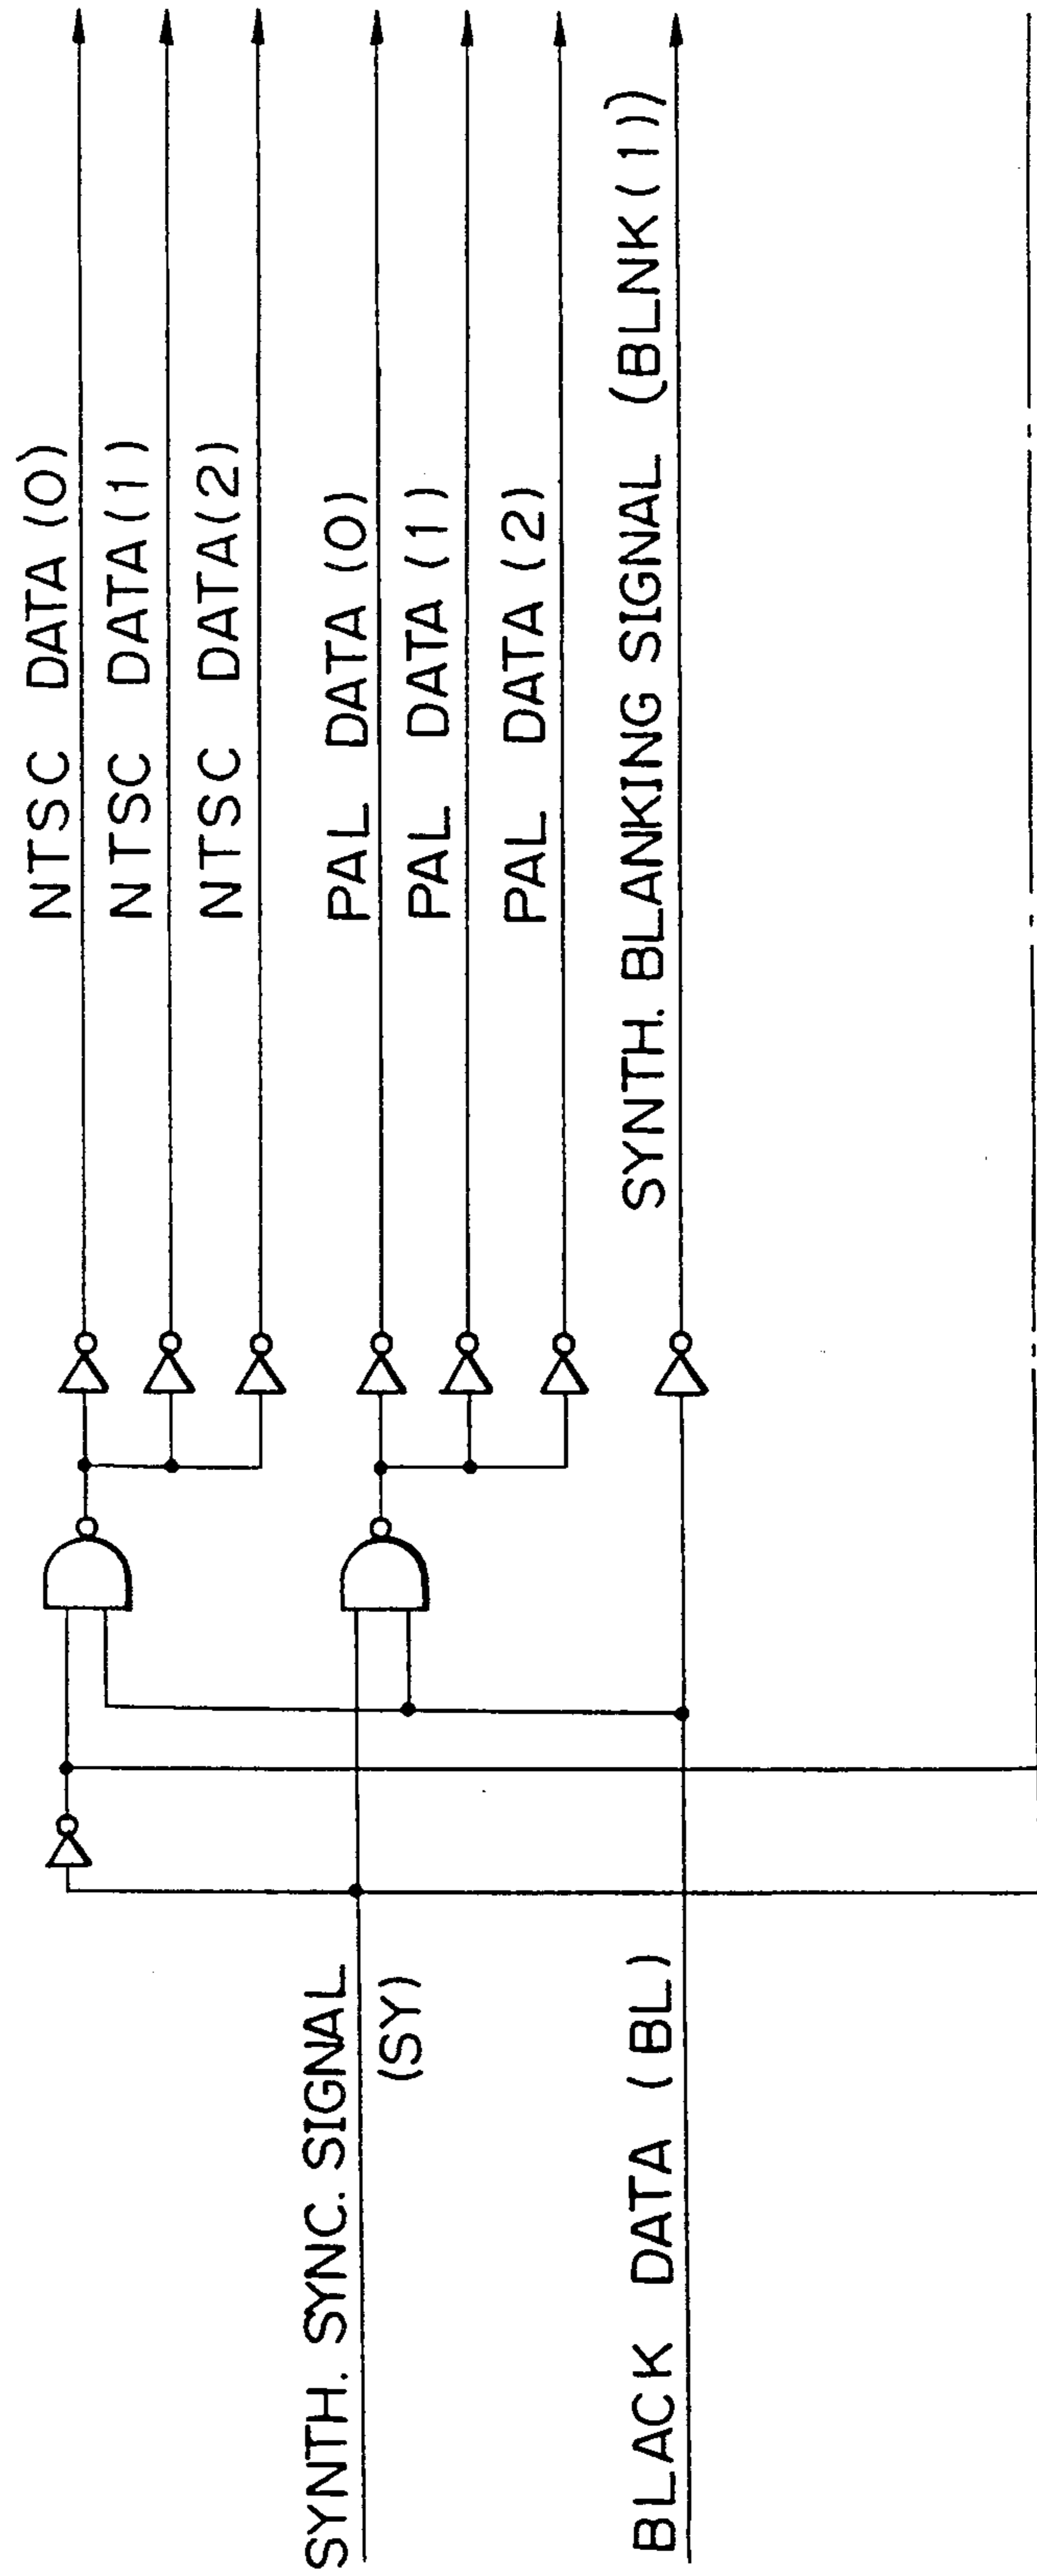 NTSC DATA (0)
NTSC DATA (1)
NTSC DATA (2)
PAL DATA (0)
PAL DATA (1)
PAL DATA (2)
SYNTH. BLANKING SIGNAL (BLNK(1))
SYNTH. SYNC. SIGNAL
(SY)
BLACK DATA (BL)